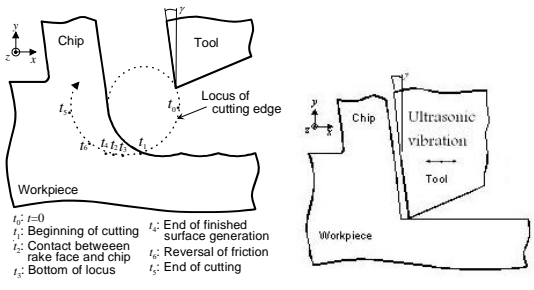 y
z
x
Chip
γ
Tool
t0
Locus of
cutting edge
t5
t6
t4 t2 t3
t1
Workpiece
t0: t=0
t1: Beginning of cutting
t2: Contact betweeen
rake face and chip
t3: Bottom of locus
t4: End of finished
surface generation
t6: Reversal of friction
t5: End of cutting
γ
y
z
x
Chip
Ultrasonic
vibration
Tool
Workpiece